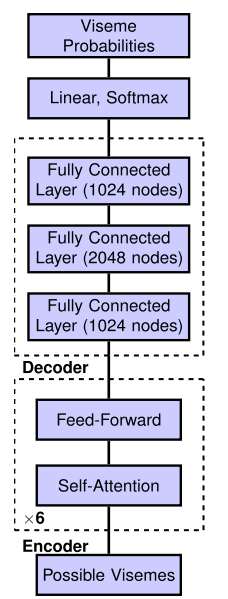 Viseme
Probabilities
Linear, Softmax
Fully Connected
Layer (1024 nodes)
Fully Connected
Layer (2048 nodes)
Fully Connected
Layer (1024 nodes)
Decoder
Feed-Forward
Self-Attention
×6
Encoder
Possible Visemes